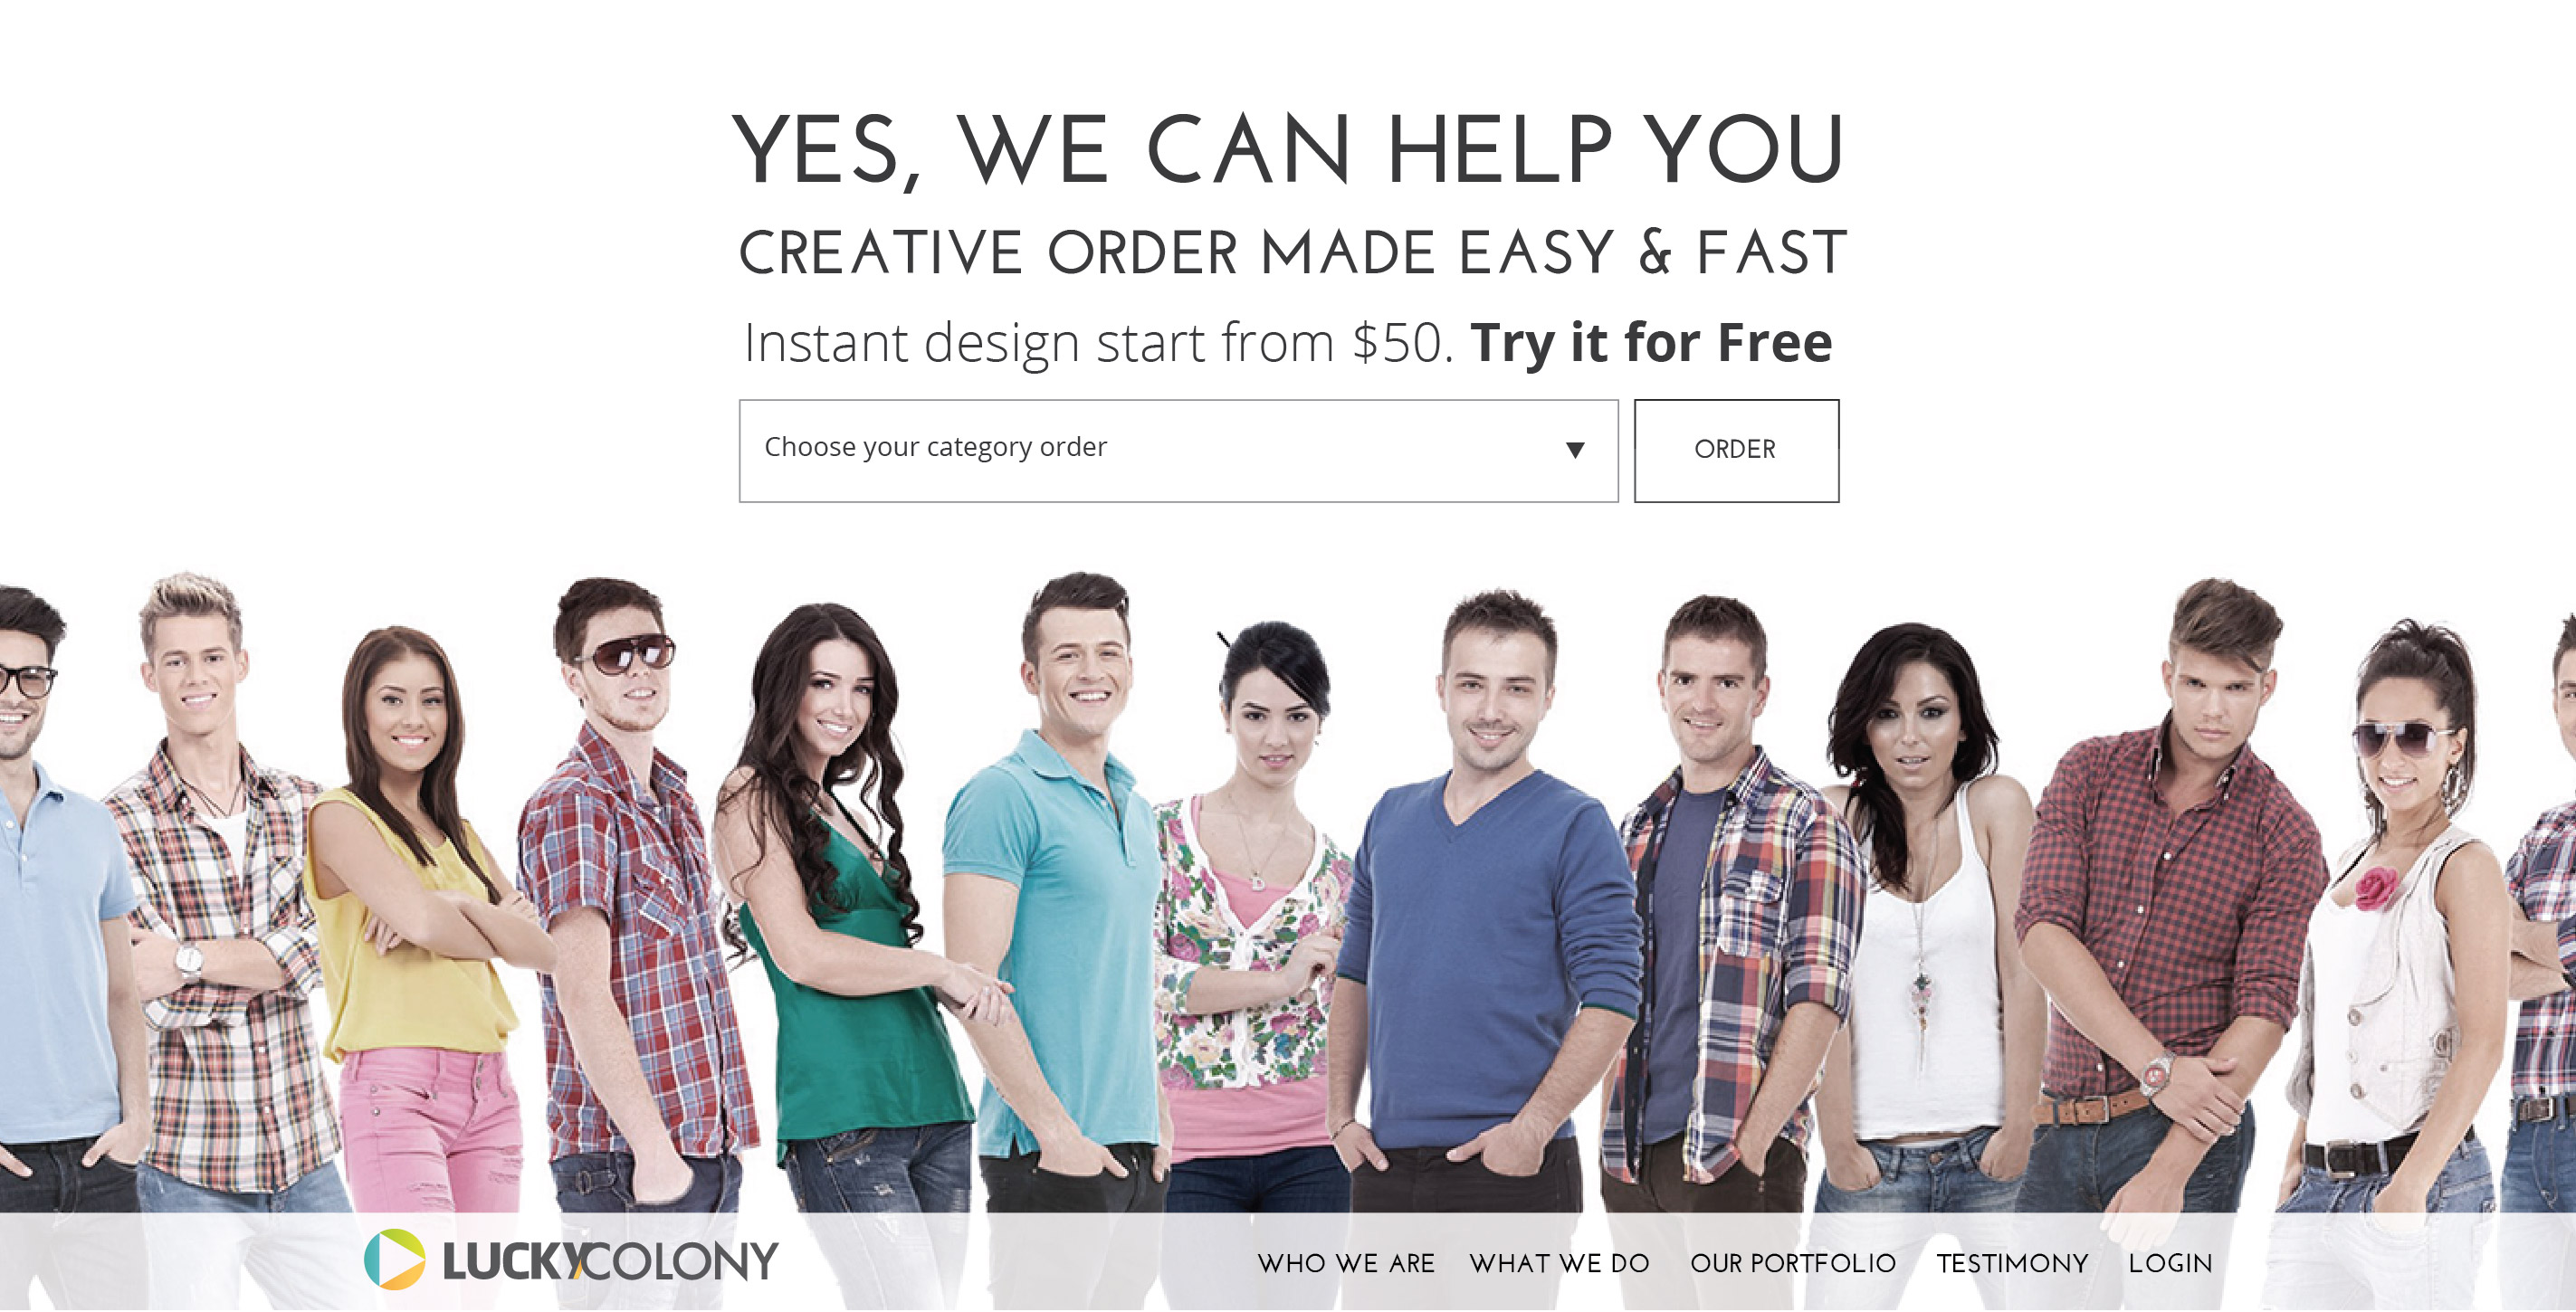 YES, WE CAN HELP YOU
CREATIVE ORDER MADE EASY & FAST
Instant design start from $50. Try it for Free
Choose your category order
ORDER
LUCKYCOLONY
WHO WE ARE WHAT WE DO OUR PORTFOLIO TESTIMONY LOGIN